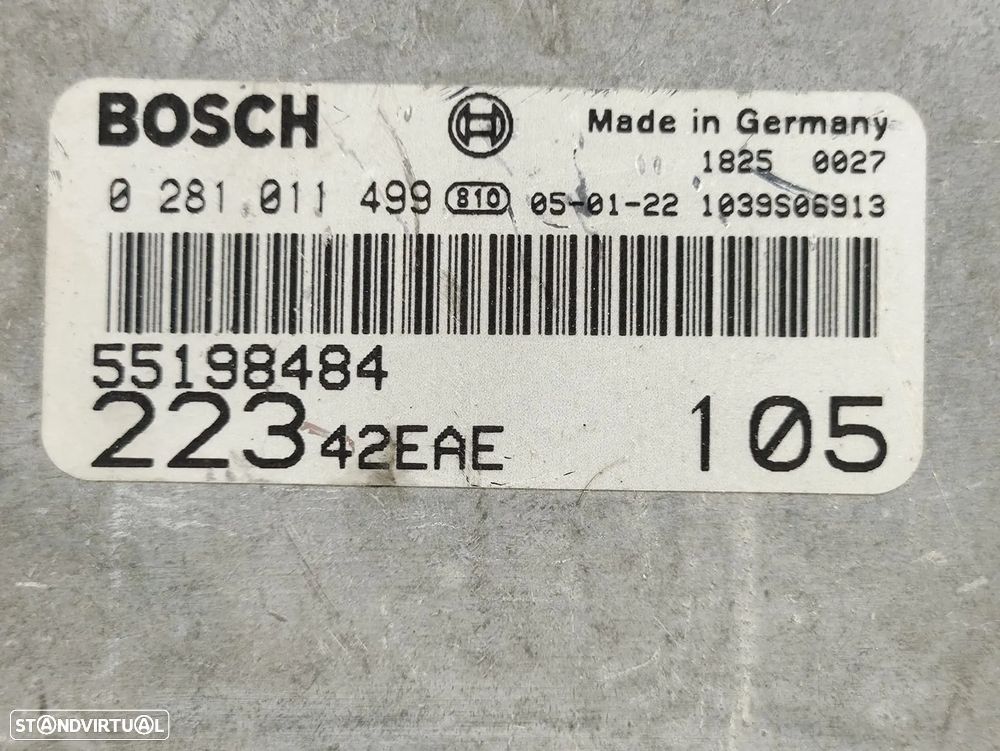 BOSCH Made in Germany
1825 0027
0 281 011 499 810 05-01-22 1039S06913
55198484
223 42EAE 105
STANDVIRTUAL